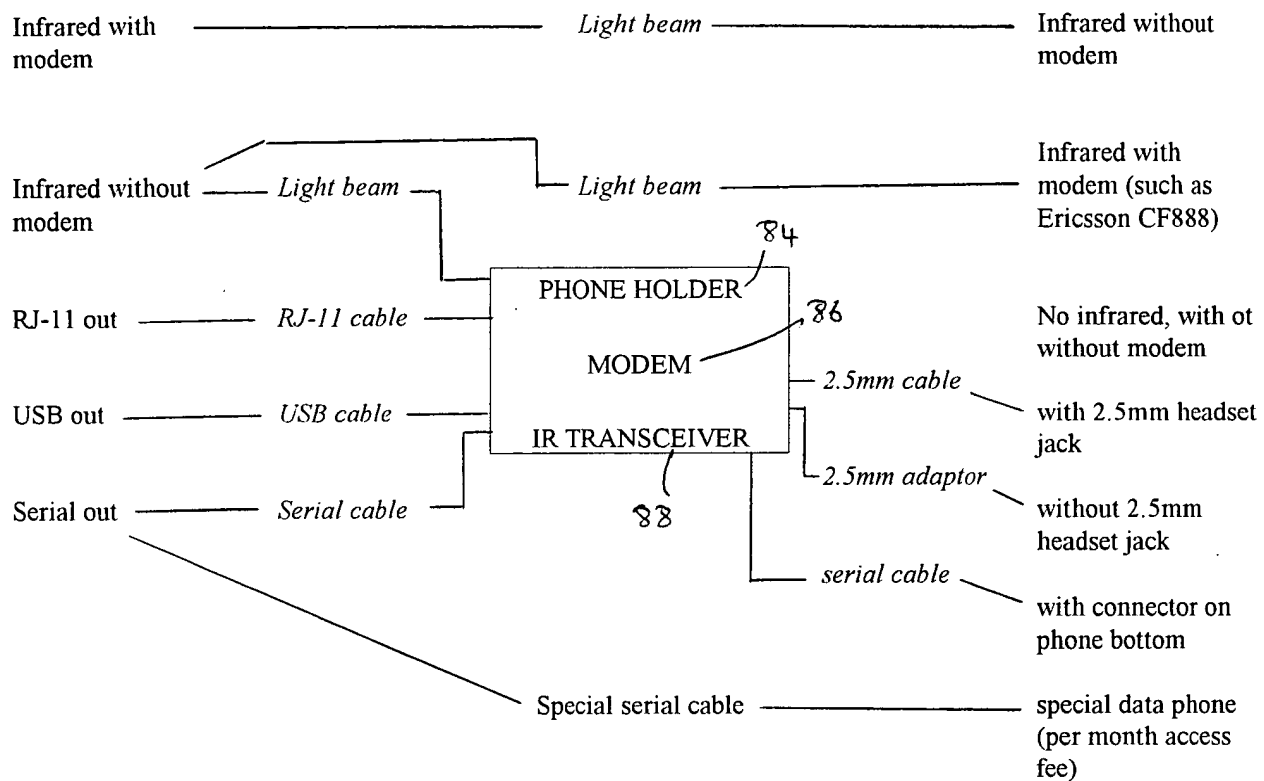 Infrared with
modem
Light beam
Infrared without
modem
Infrared without
modem
Light beam
Light beam
Infrared with
modem (such as
Ericsson CF888)
84
PHONE HOLDER
RJ-11 out
RJ-11 cable
86
MODEM
No infrared, with ot
without modem
2.5mm cable
with 2.5mm headset
jack
USB out
USB cable
IR TRANSCEIVER
88
2.5mm adaptor
without 2.5mm
headset jack
Serial out
Serial cable
serial cable
with connector on
phone bottom
Special serial cable
special data phone
(per month access
fee)